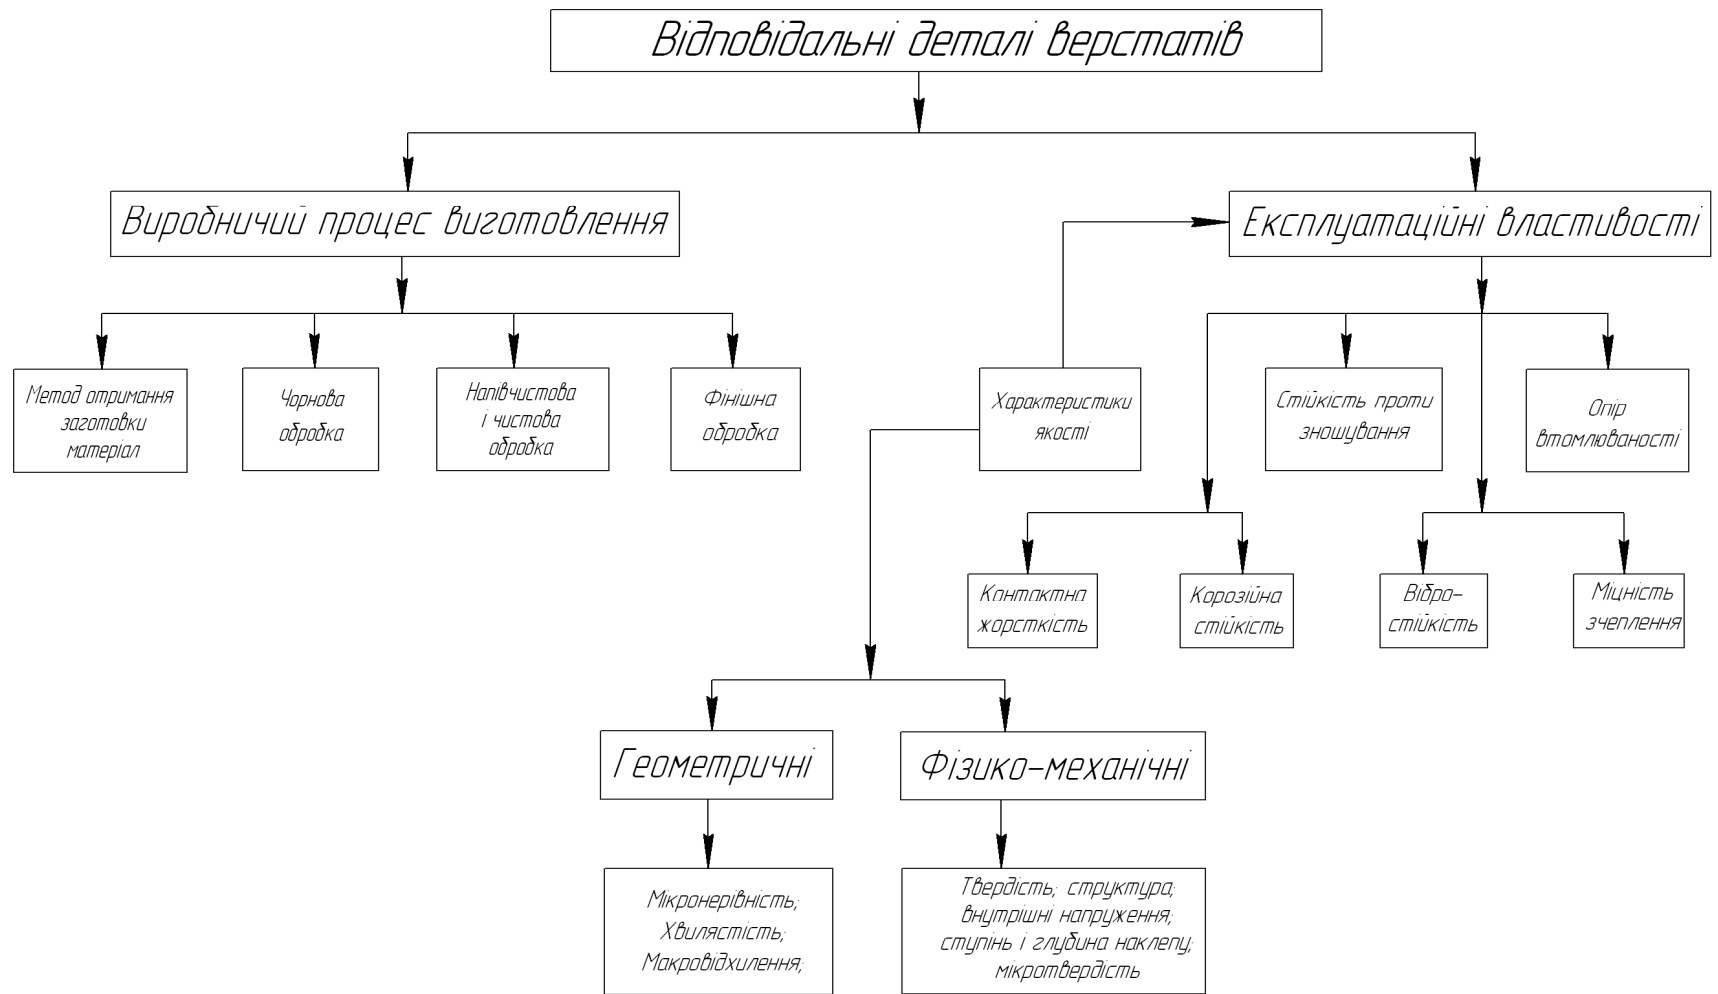 Відповідальні деталі верстатів
Виробничий процес виготовлення
Експлуатаційні властивості
Метод отримання
заготовки
матеріал
Чорнова
обробка
Напівчистова
і чистова
обробка
Фінішна
обробка
Характеристики
якості
Стійкість проти
зношування
Опір
втомлюваності
Контактна
жорсткість
Корозійна
стійкість
Вібро-
стійкість
Міцність
зчеплення
Геометричні
Фізико-механічні
Мікронерівність;
Хвилястість;
Макровідхилення;
Твердість; структура;
внутрішні напруження;
ступінь і глубина наклепу;
мікротвердість